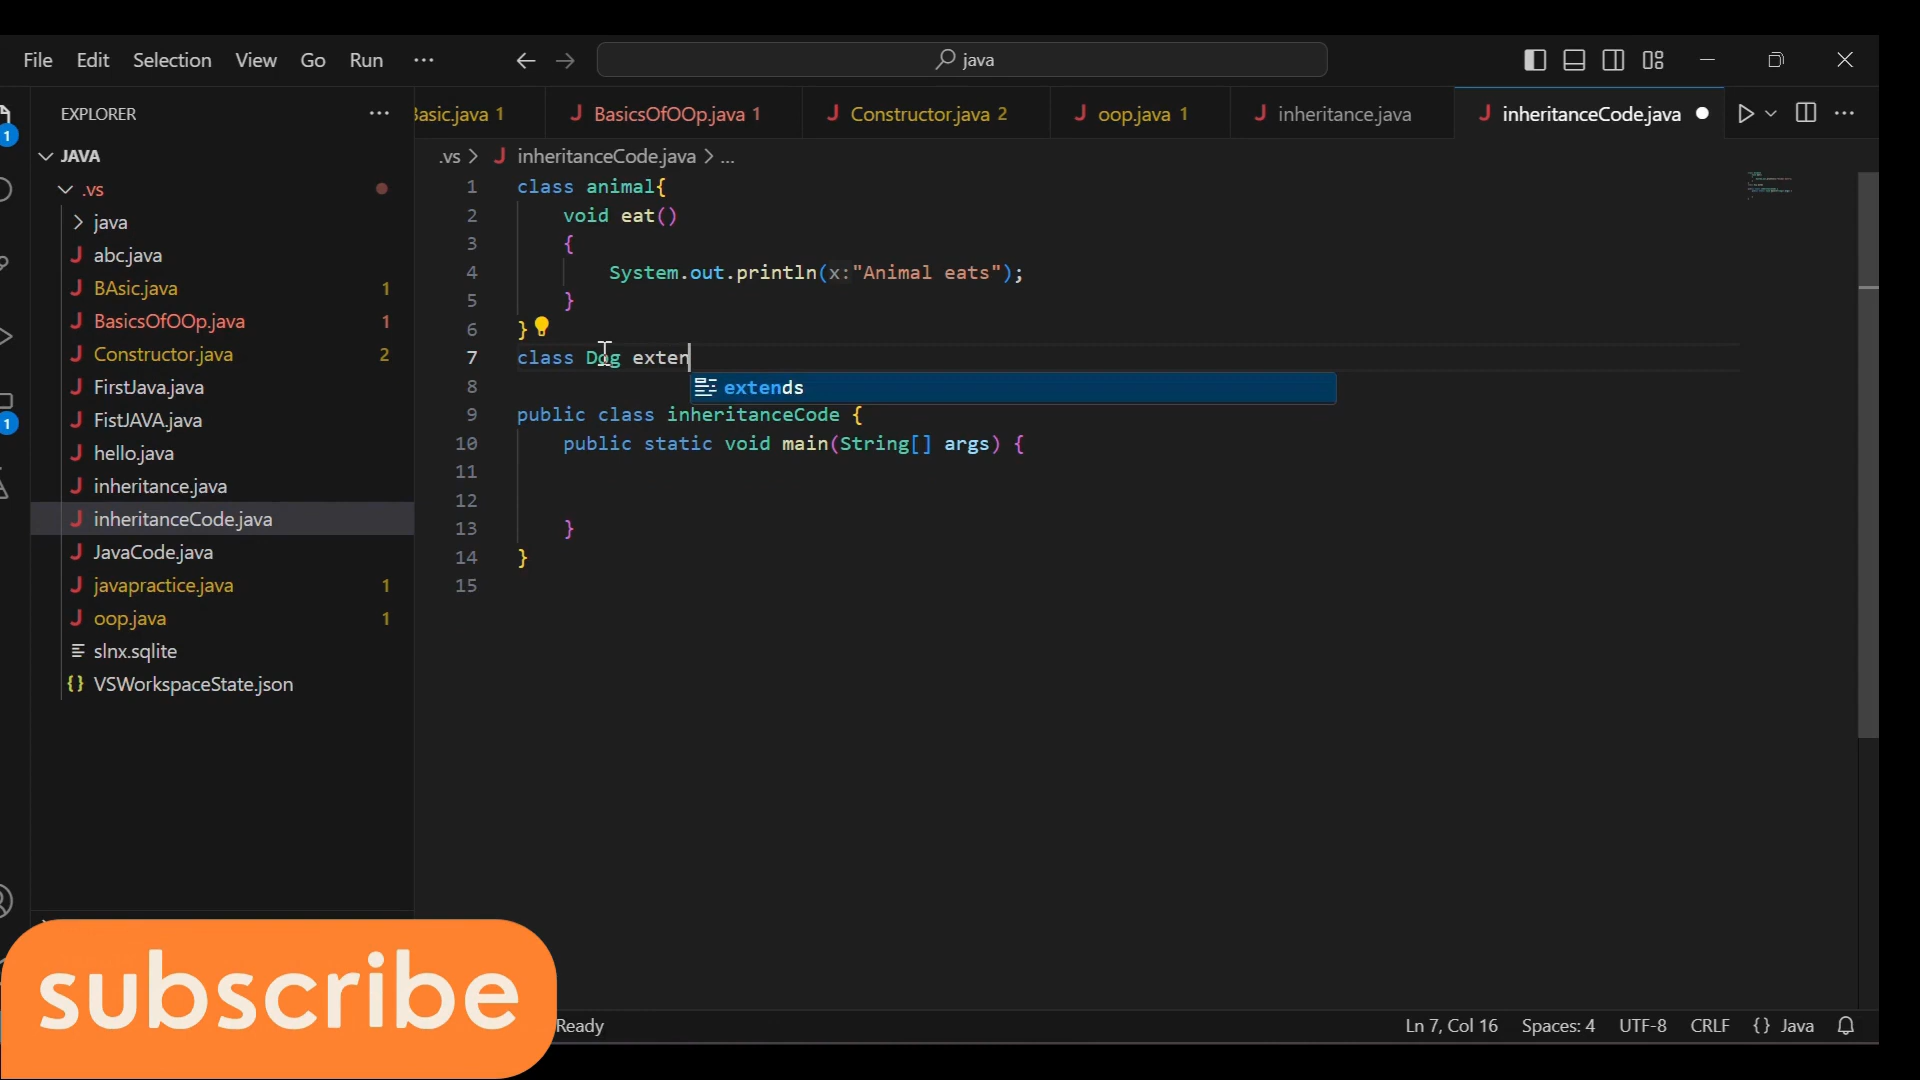 File Edit Selection View Go Run ···
java
EXPLORER ···
Basic.java 1 BasicsOfOOp.java 1 Constructor.java 2 oop.java 1 inheritance.java inheritanceCode.java
JAVA
.vs > inheritanceCode.java > ...
.vs
java
abc.java
BAsic.java 1
BasicsOfOOp.java 1
Constructor.java 2
FirstJava.java
FistJAVA.java
hello.java
inheritance.java
inheritanceCode.java
JavaCode.java
javapractice.java 1
oop.java 1
slnx.sqlite
{} VSWorkspaceState.json
1
1
1 class animal{
2 void eat()
3 {
4 System.out.println(x:"Animal eats");
5 }
6 }
7 class Dog exten
8 extends
9 public class inheritanceCode {
10 public static void main(String[] args) {
11
12
13 }
14 }
15
subscribe
Ready Ln 7, Col 16 Spaces: 4 UTF-8 CRLF {} Java